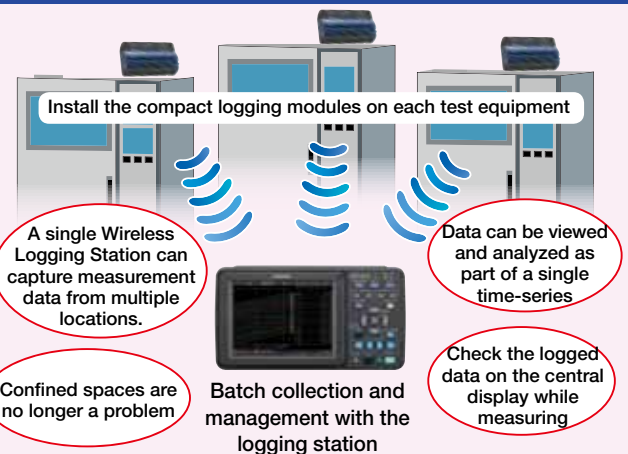 Install the compact logging modules on each test equipment
A single Wireless
Logging Station can
capture measurement
data from multiple
locations.
Data can be viewed
and analyzed as
part of a single
time-series
Confined spaces are
no longer a problem
Batch collection and
management with the
logging station
Check the logged
data on the central
display while
measuring